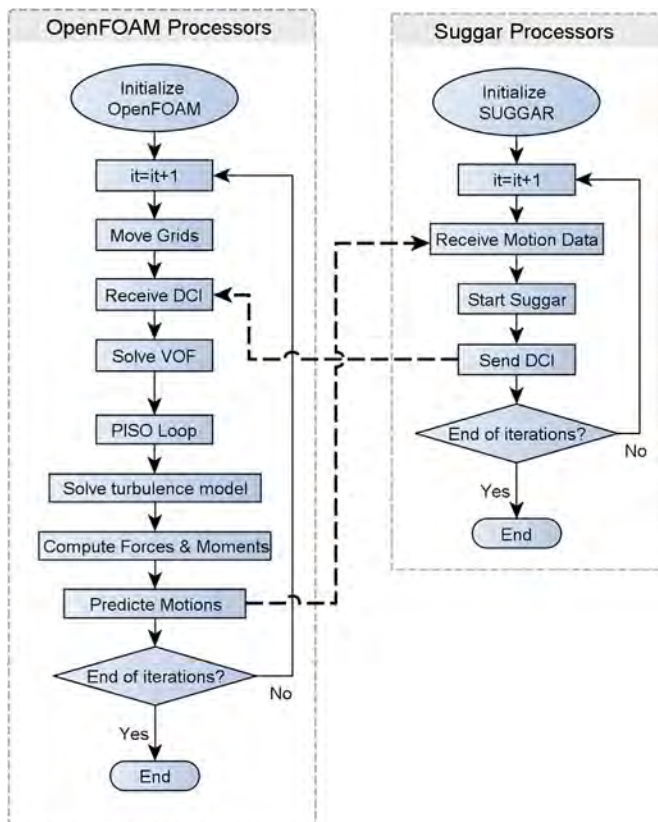 OpenFOAM Processors
Initialize
OpenFOAM
it=it+1
Move Grids
Receive DCI
Solve VOF
PISO Loop
Solve turbulence model
Compute Forces & Moments
Predicte Motions
End of iterations?
No
Yes
End
Suggar Processors
Initialize
SUGGAR
it=it+1
Receive Motion Data
Start Suggar
Send DCI
End of iterations?
No
Yes
End